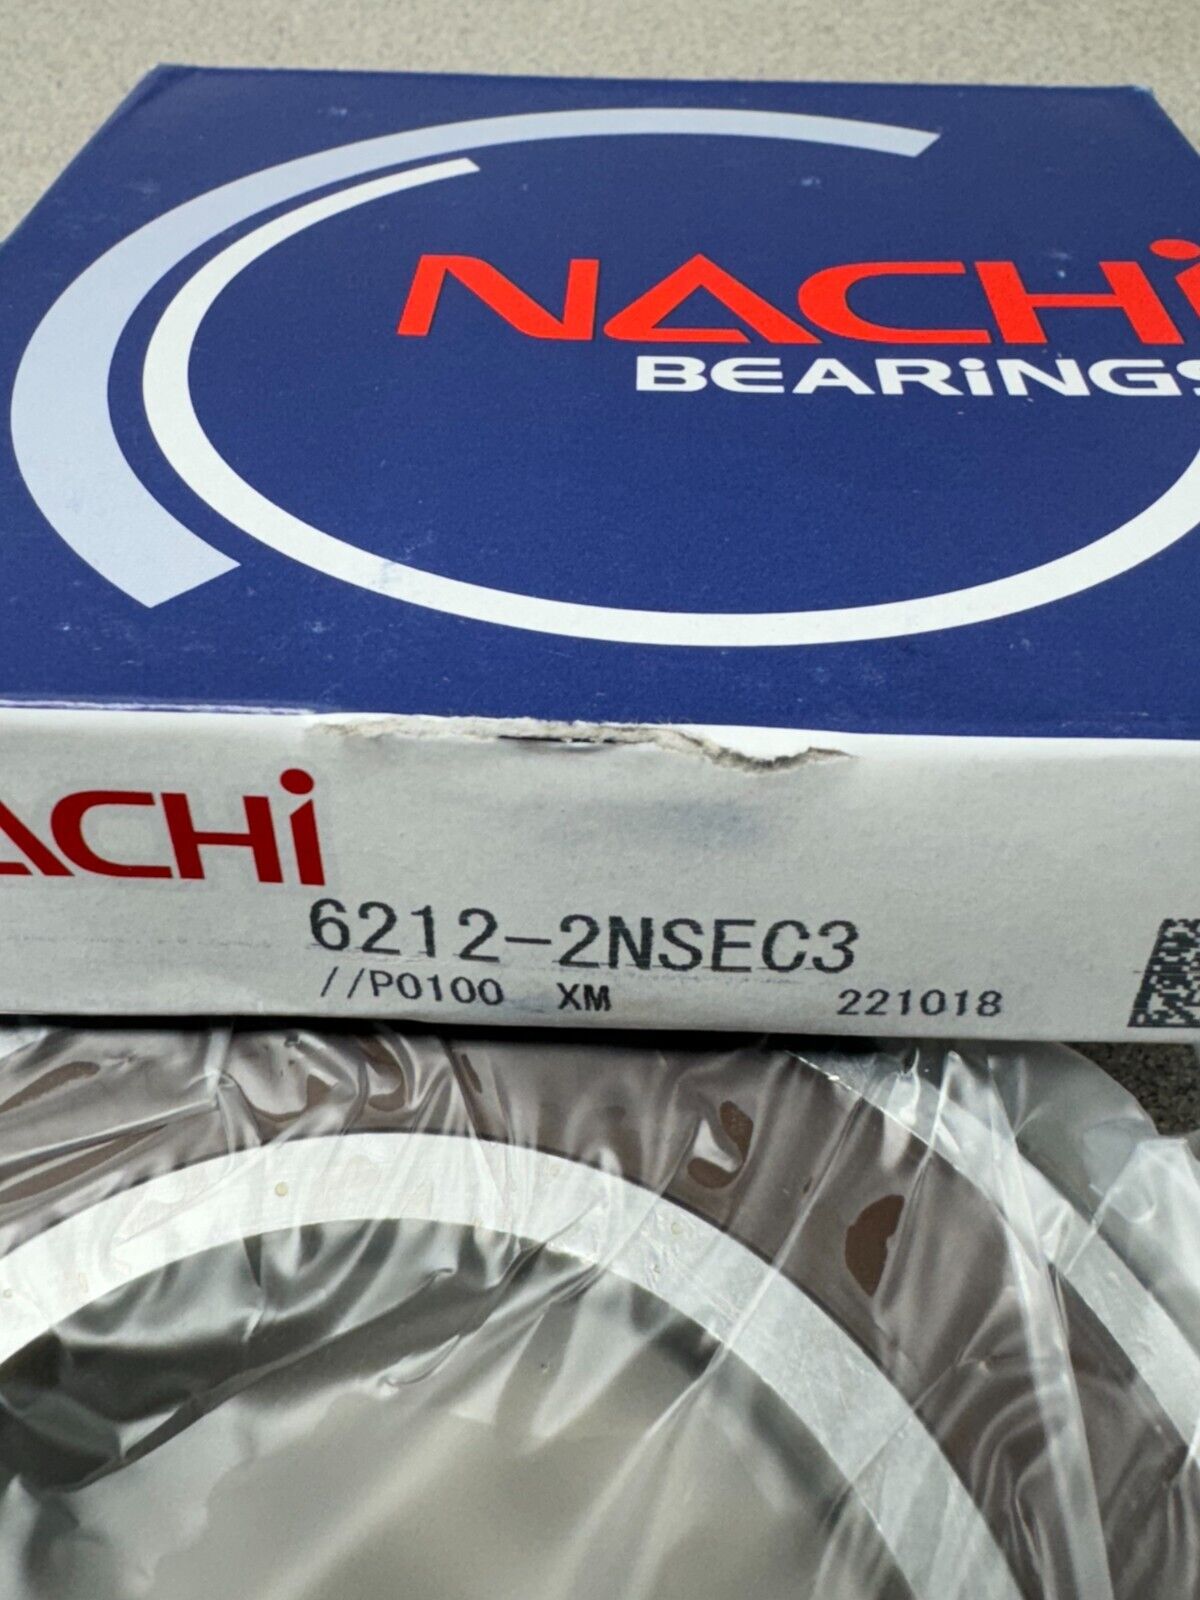 NACHi
BEARiNGS
ACHi
6212-2NSEC3
//P0100 XM 221018